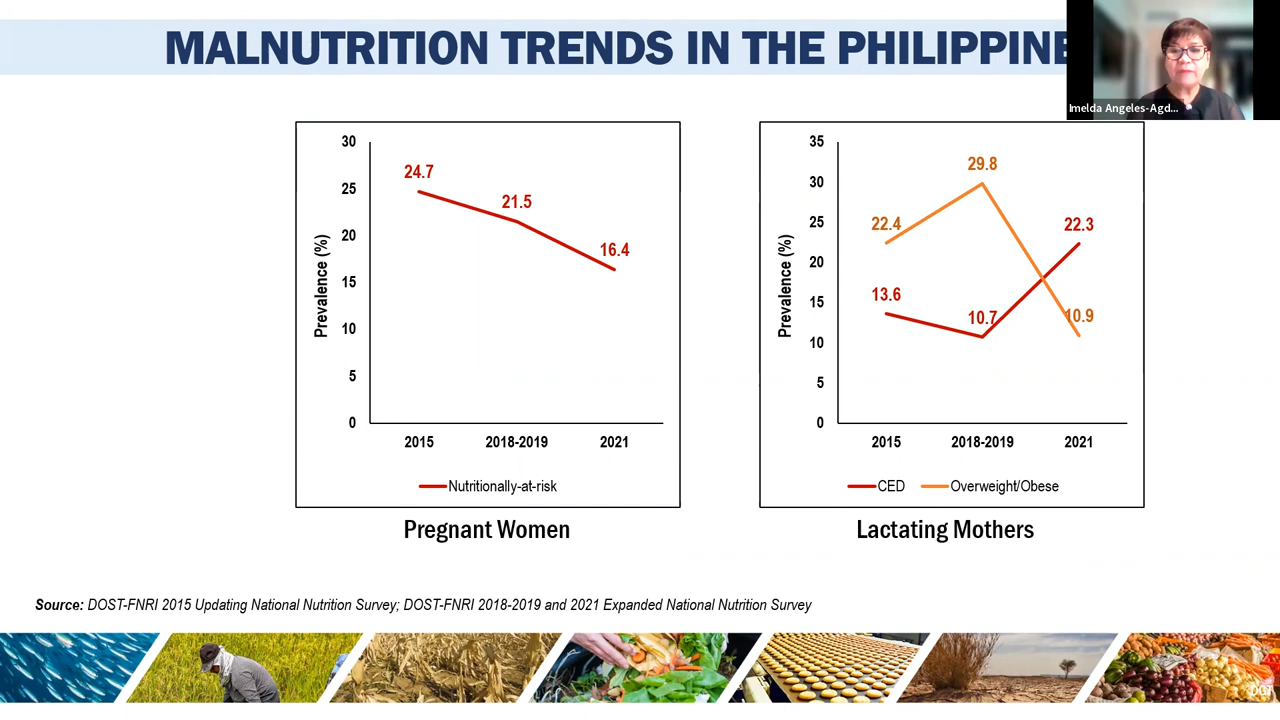 MALNUTRITION TRENDS IN THE PHILIPPINE
Imelda Angeles-Agd...
Prevalence (%)
30
25
20
15
10
5
0
24.7
21.5
16.4
2015 2018-2019 2021
Nutritionally-at-risk
Pregnant Women
Prevalence (%)
35
30
25
20
15
10
5
0
22.4
29.8
10.9
13.6
10.7
22.3
2015 2018-2019 2021
CED Overweight/Obese
Lactating Mothers
Source: DOST-FNRI 2015 Updating National Nutrition Survey; DOST-FNRI 2018-2019 and 2021 Expanded National Nutrition Survey